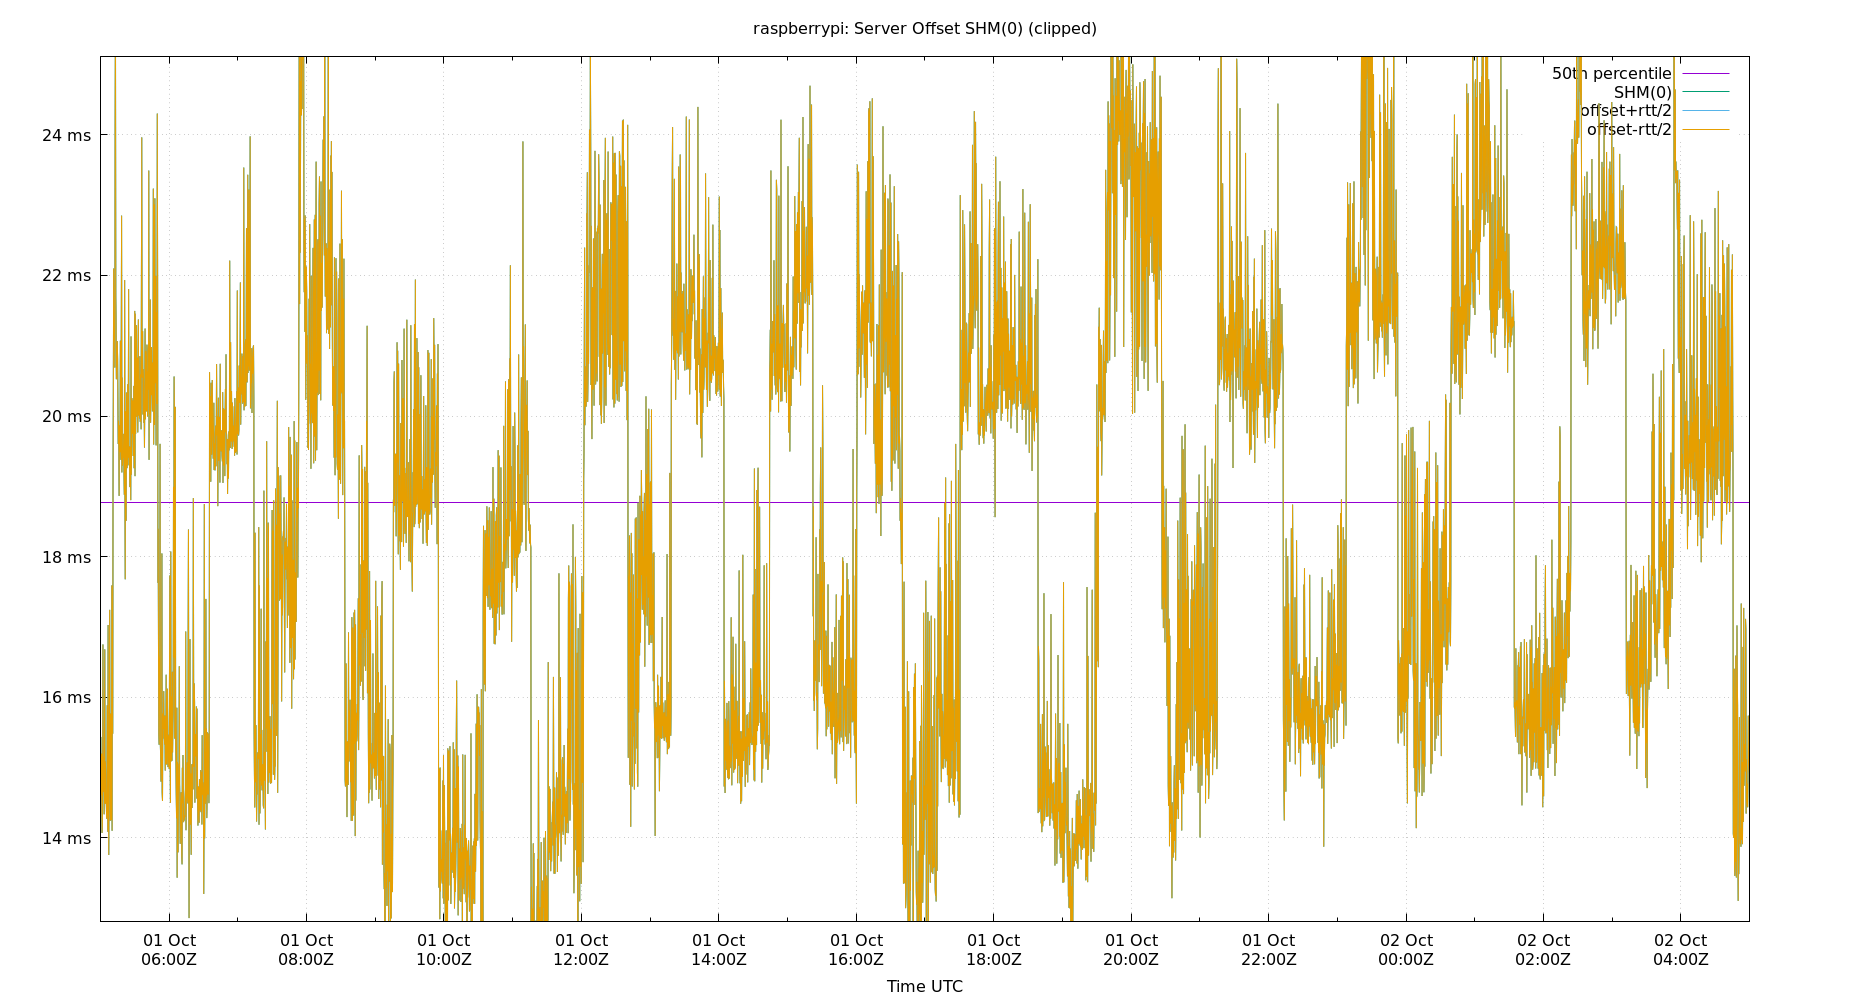 raspberrypi: Server Offset SHM(0) (clipped)
50th percentile
SHM(0)
offset+rtt/2
offset-rtt/2
24 ms
22 ms
20 ms
18 ms
16 ms
14 ms
01 Oct 01 Oct 01 Oct 01 Oct 01 Oct 01 Oct 01 Oct 01 Oct 01 Oct 02 Oct 02 Oct 02 Oct
06:00Z 08:00Z 10:00Z 12:00Z 14:00Z 16:00Z 18:00Z 20:00Z 22:00Z 00:00Z 02:00Z 04:00Z
Time UTC